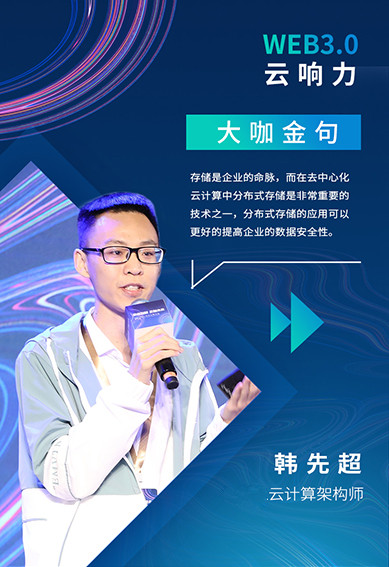 WEB3.0
云响力
大咖金句
存储是企业的命脉，而在去中心化
云计算中分布式存储是非常重要的
技术之一，分布式存储的应用可以
更好的提高企业的数据安全性。
韩先超
云计算架构师